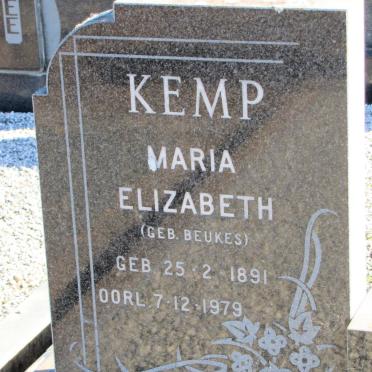 KEMP
MARIA
ELIZABETH
(GEB. BEUKES)
GEB 25-2 1891
OORL 7-12-1979